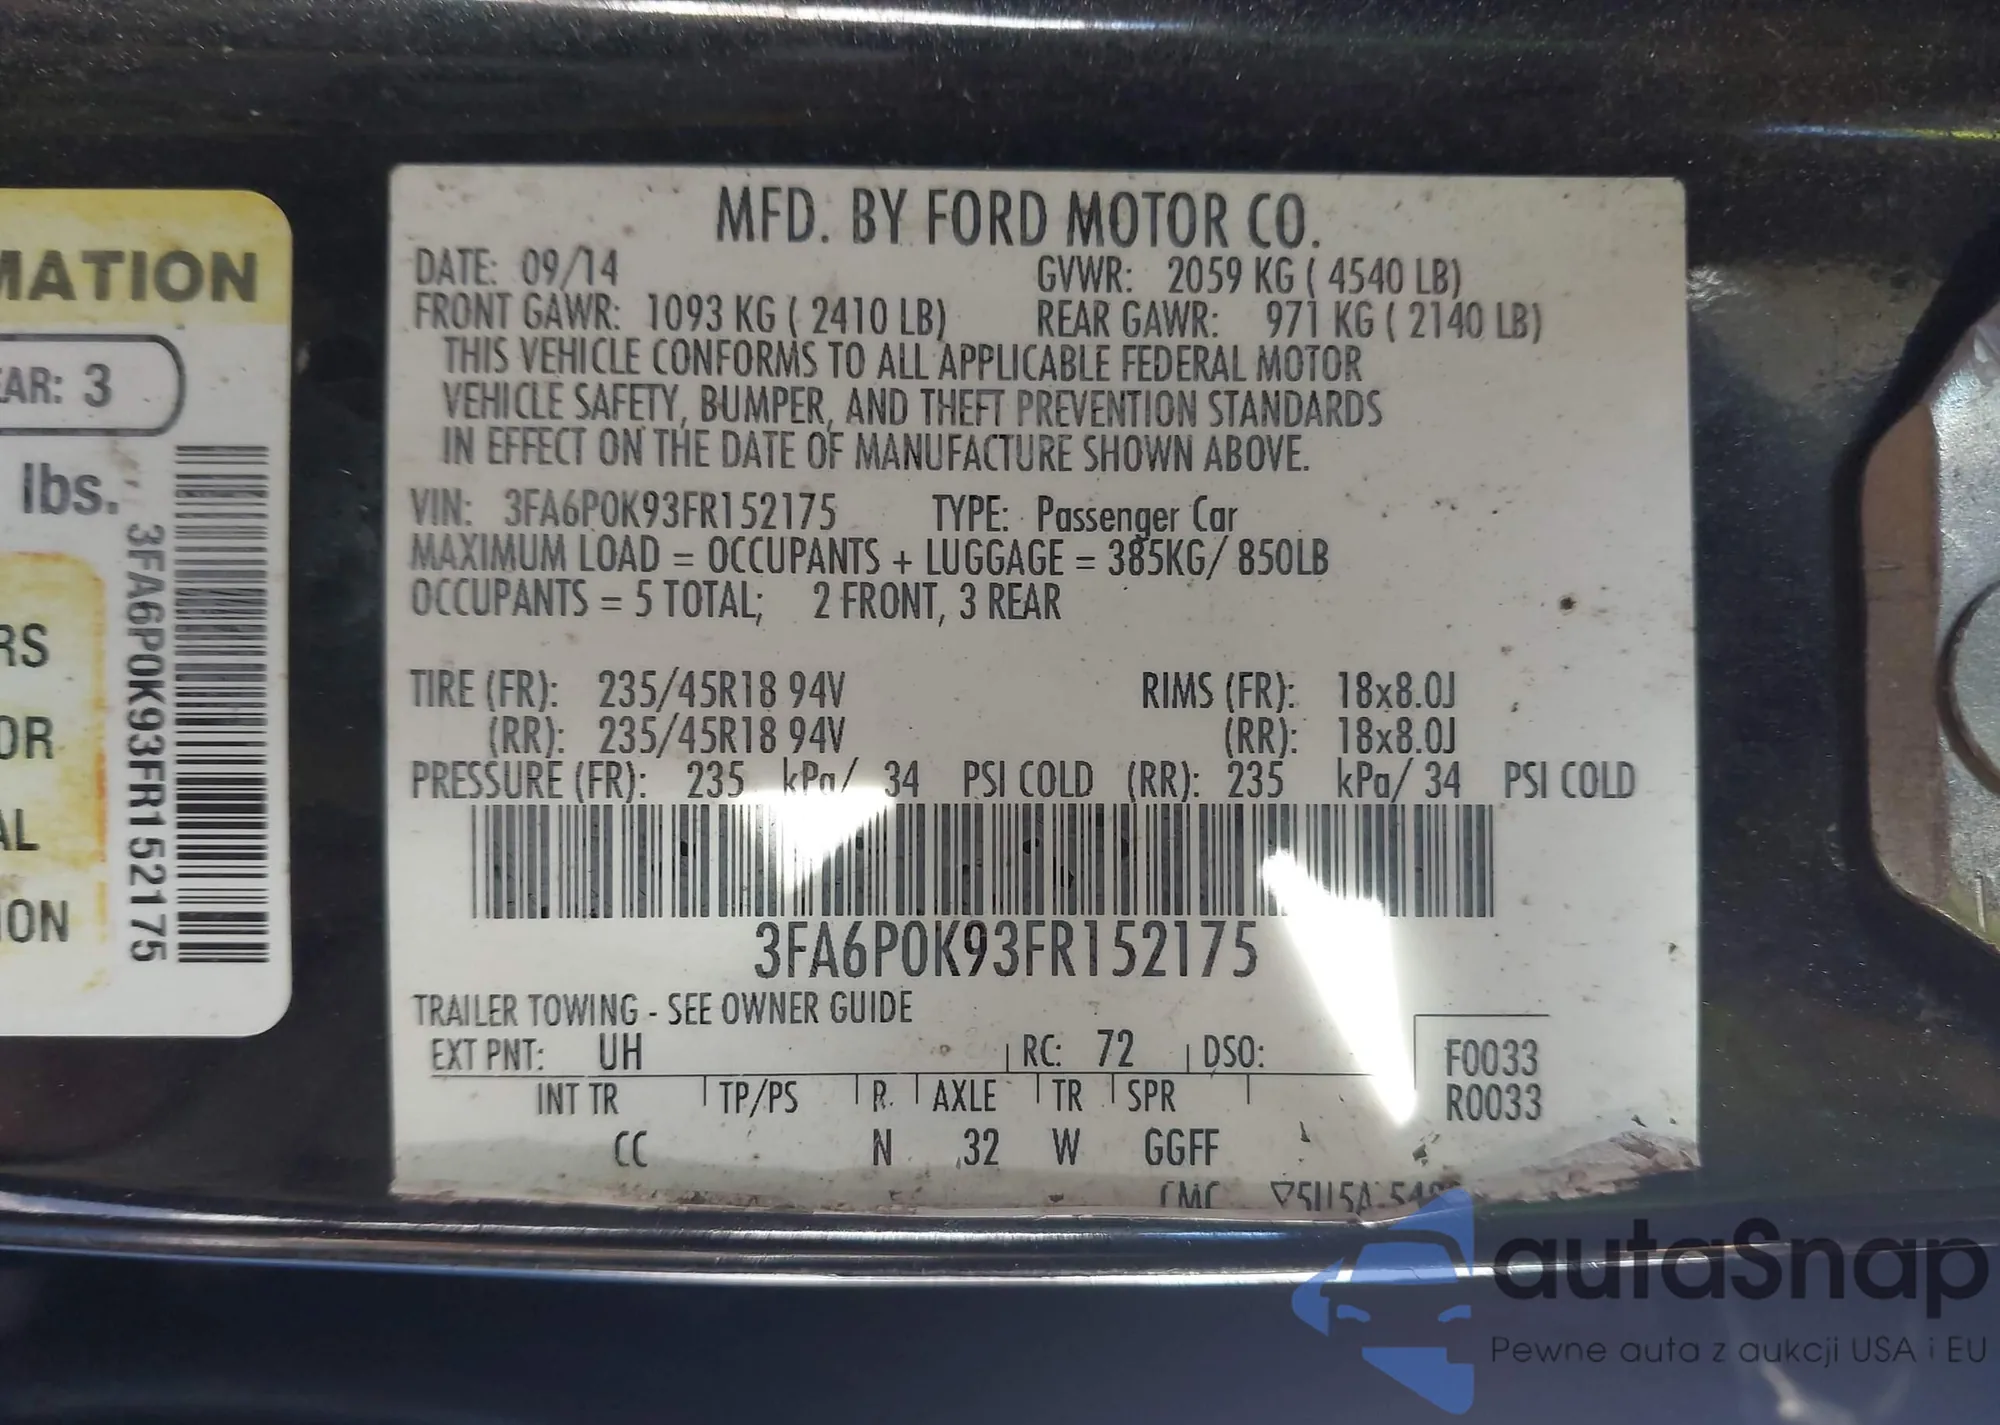 MATION
EAR: 3
lbs.
RS
OR
AL
ION
3FA6P0K93FR152175
MFD. BY FORD MOTOR CO.
DATE: 09/14 GVWR: 2059 KG ( 4540 LB)
FRONT GAWR: 1093 KG ( 2410 LB) REAR GAWR: 971 KG ( 2140 LB)
THIS VEHICLE CONFORMS TO ALL APPLICABLE FEDERAL MOTOR
VEHICLE SAFETY, BUMPER, AND THEFT PREVENTION STANDARDS
IN EFFECT ON THE DATE OF MANUFACTURE SHOWN ABOVE.
VIN: 3FA6P0K93FR152175 TYPE: Passenger Car
MAXIMUM LOAD = OCCUPANTS + LUGGAGE = 385KG/ 850LB
OCCUPANTS = 5 TOTAL; 2 FRONT, 3 REAR
TIRE (FR): 235/45R18 94V RIMS (FR): 18x8.0J
(RR): 235/45R18 94V (RR): 18x8.0J
PRESSURE (FR): 235 kPa/ 34 PSI COLD (RR): 235 kPa/ 34 PSI COLD
3FA6P0K93FR152175
TRAILER TOWING - SEE OWNER GUIDE
EXT PNT: UH RC: 72 DSO: F0033
INT TR TP/PS R AXLE TR SPR R0033
CC N 32 W GGFF
autaSnap
Pewne auta z aukcji USA i EU